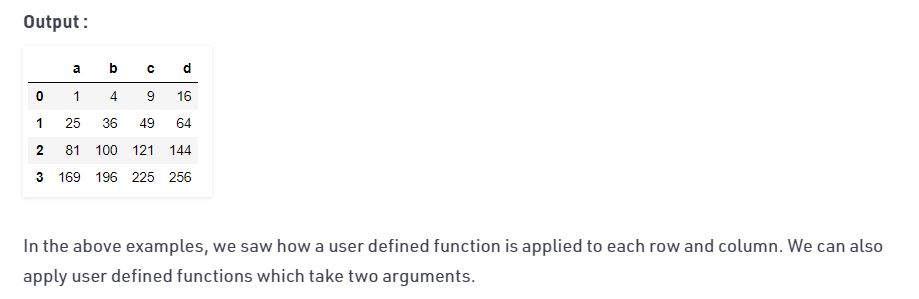 Output :
a b c d
0 1 4 9 16
1 25 36 49 64
2 81 100 121 144
3 169 196 225 256
In the above examples, we saw how a user defined function is applied to each row and column. We can also
apply user defined functions which take two arguments.